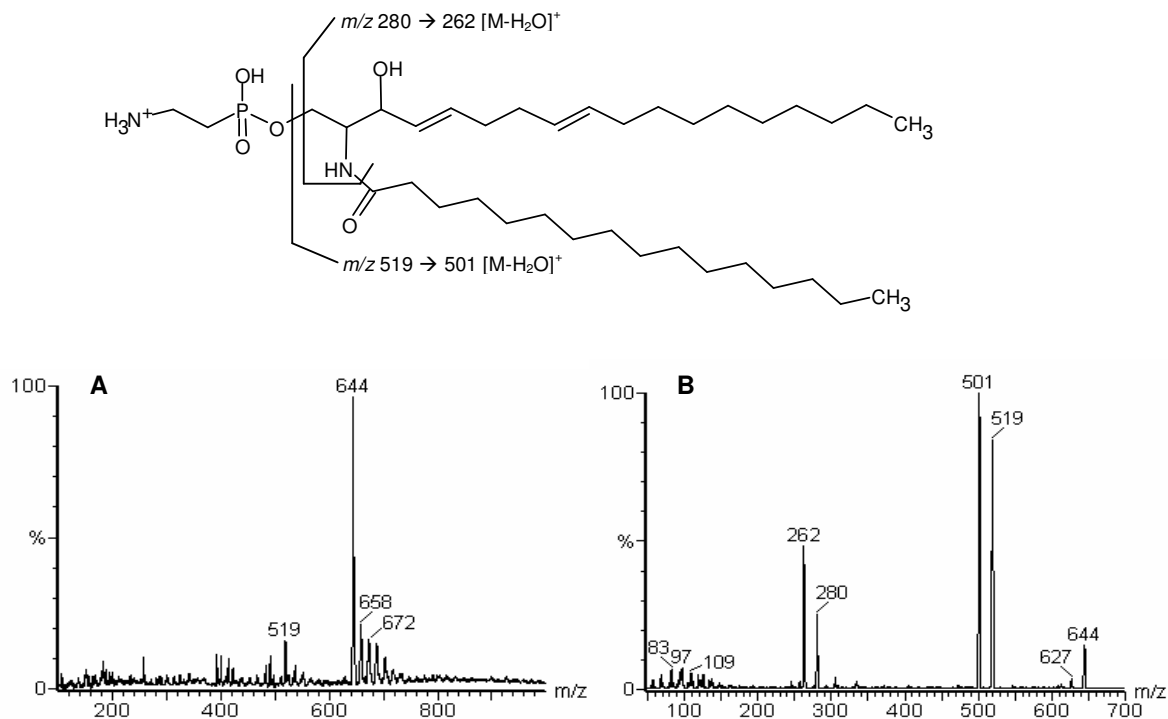 m/z 280 → 262 [M-H₂O]⁺
OH
OH
H₃N⁺
P
O
O
CH₃
HN
O
m/z 519 → 501 [M-H₂O]⁺
CH₃
A
100
%
0
644
658
672
519
200 400 600 800 m/z
B
100
%
0
501
519
262
280
83 97 109
644
627
100 200 300 400 500 600 700 m/z